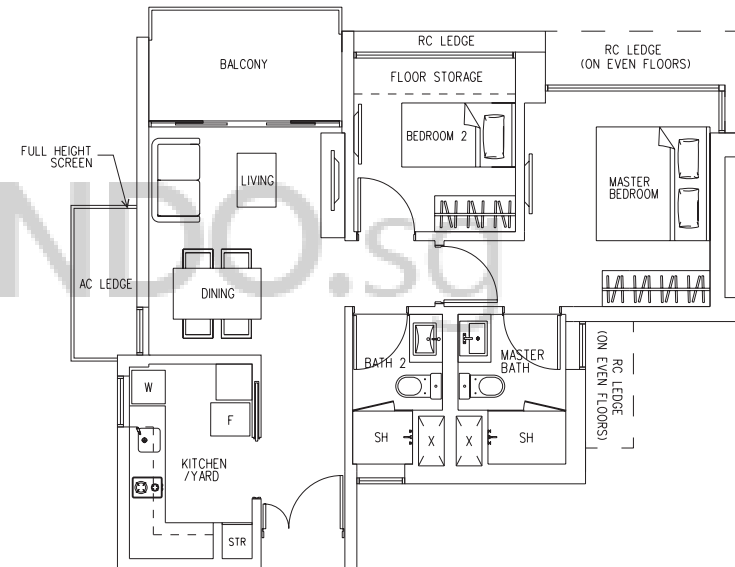 RC LEDGE
RC LEDGE
(ON EVEN FLOORS)
BALCONY
FLOOR STORAGE
BEDROOM 2
FULL HEIGHT
SCREEN
LIVING
MASTER
BEDROOM
NDO.sg
AC LEDGE
DINING
BATH 2
MASTER
BATH
RC LEDGE
(ON EVEN FLOORS)
W
F
SH
X
X
SH
KITCHEN
/YARD
STR